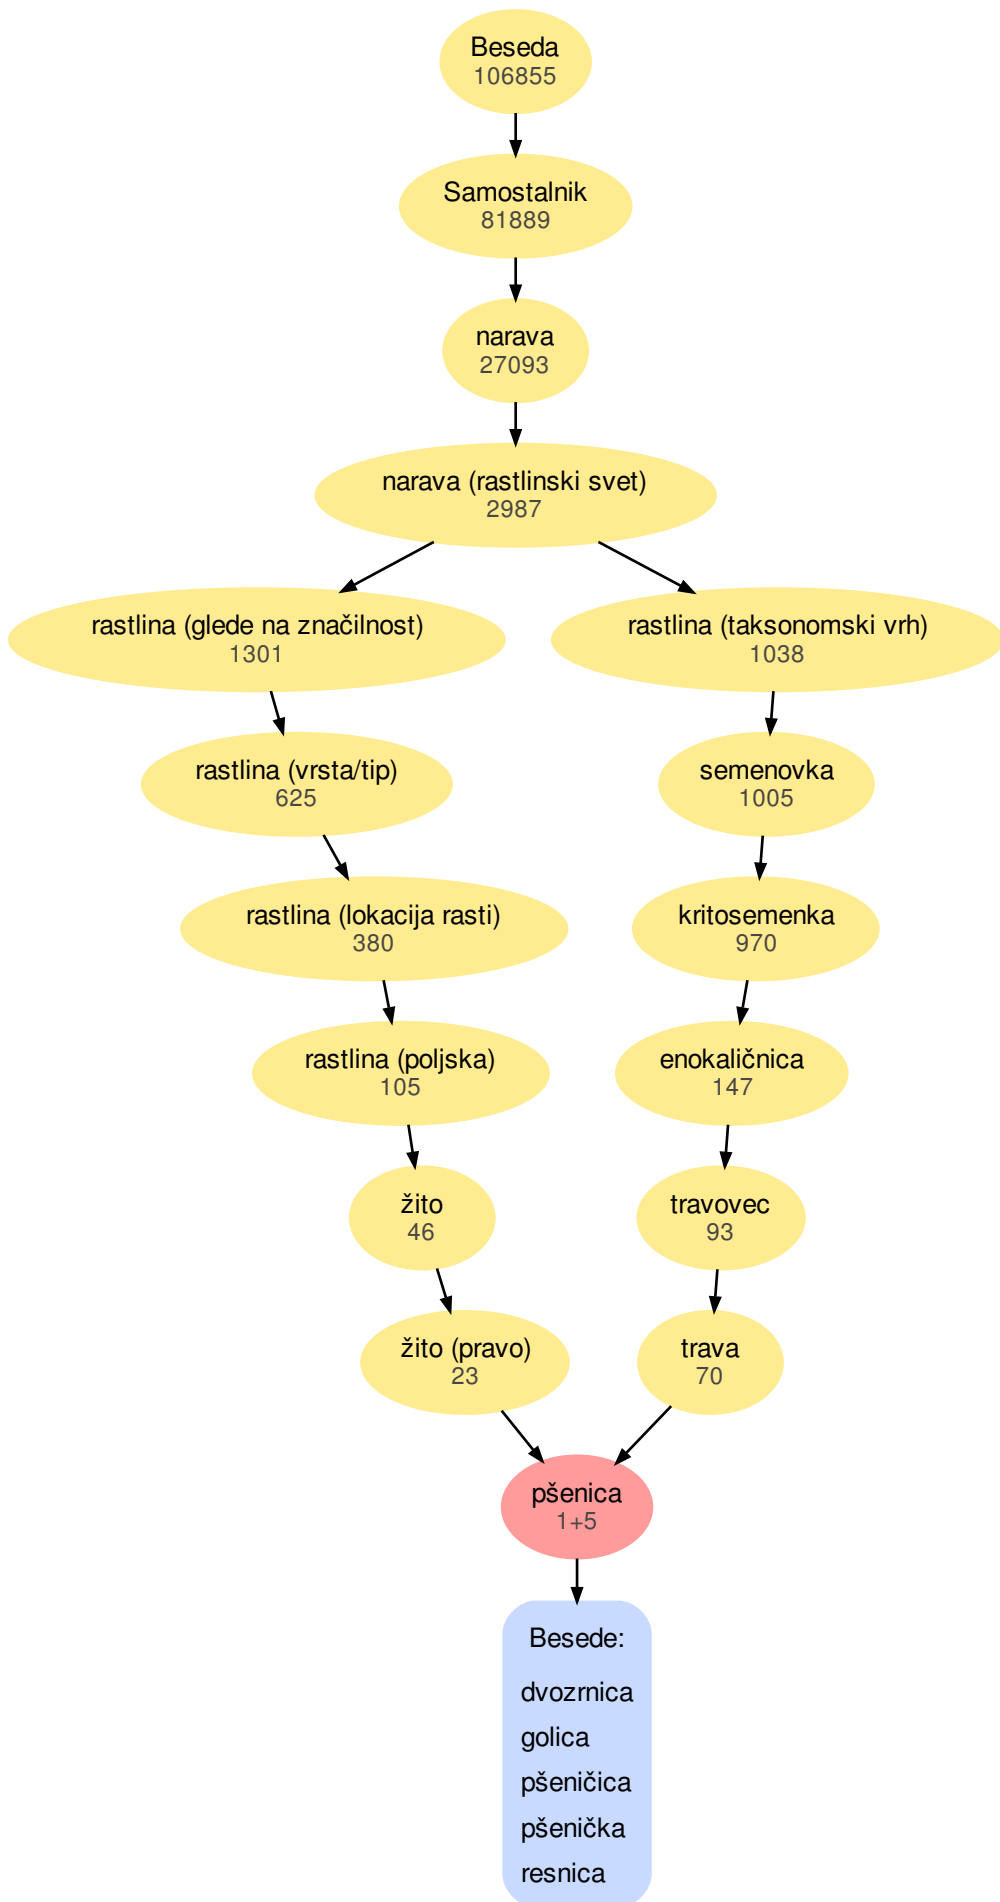 Beseda
106855
Samostalnik
81889
narava
27093
narava (rastlinski svet)
2987
rastlina (glede na značilnost)
1301
rastlina (taksonomski vrh)
1038
rastlina (vrsta/tip)
625
semenovka
1005
rastlina (lokacija rasti)
380
kritosemenka
970
rastlina (poljska)
105
enokaličnica
147
žito
46
travovec
93
žito (pravo)
23
trava
70
pšenica
1+5
Besede:
dvozrnica
golica
pšeničica
pšenička
resnica